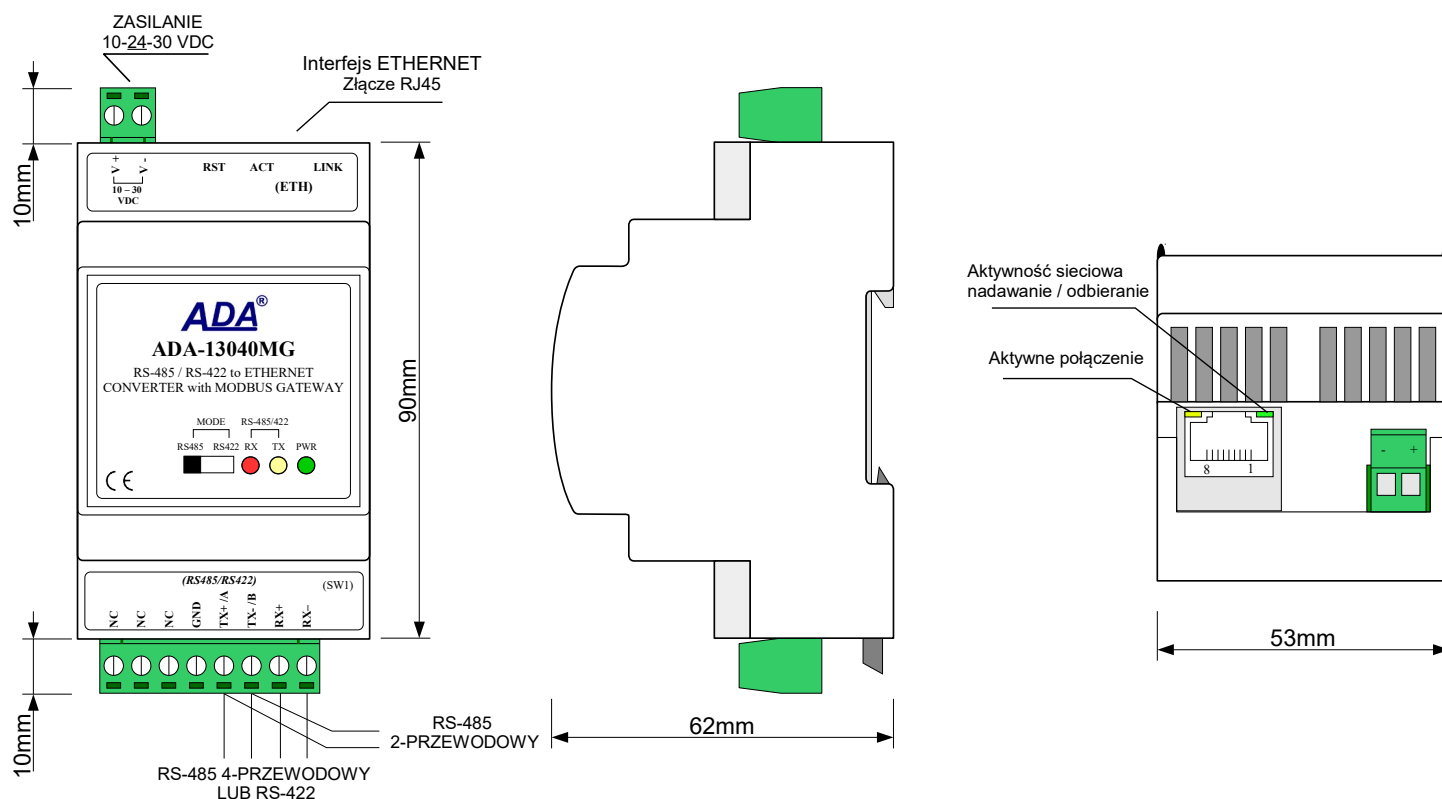 ZASILANIE
10-24-30 VDC
Interfejs ETHERNET
Złącze RJ45
10mm
V +
V -
10 – 30
VDC
RST ACT LINK
(ETH)
ADA®
ADA-13040MG
RS-485 / RS-422 to ETHERNET
CONVERTER with MODBUS GATEWAY
MODE RS-485/422
RS485 RS422 RX TX PWR
CE
(RS485/RS422)
(SW1)
NC
NC
NC
GND
TX+ /A
TX- /B
RX+
RX–
10mm
90mm
RS-485
2-PRZEWODOWY
RS-485 4-PRZEWODOWY
LUB RS-422
62mm
Aktywność sieciowa
nadawanie / odbieranie
Aktywne połączenie
8 1
- +
53mm